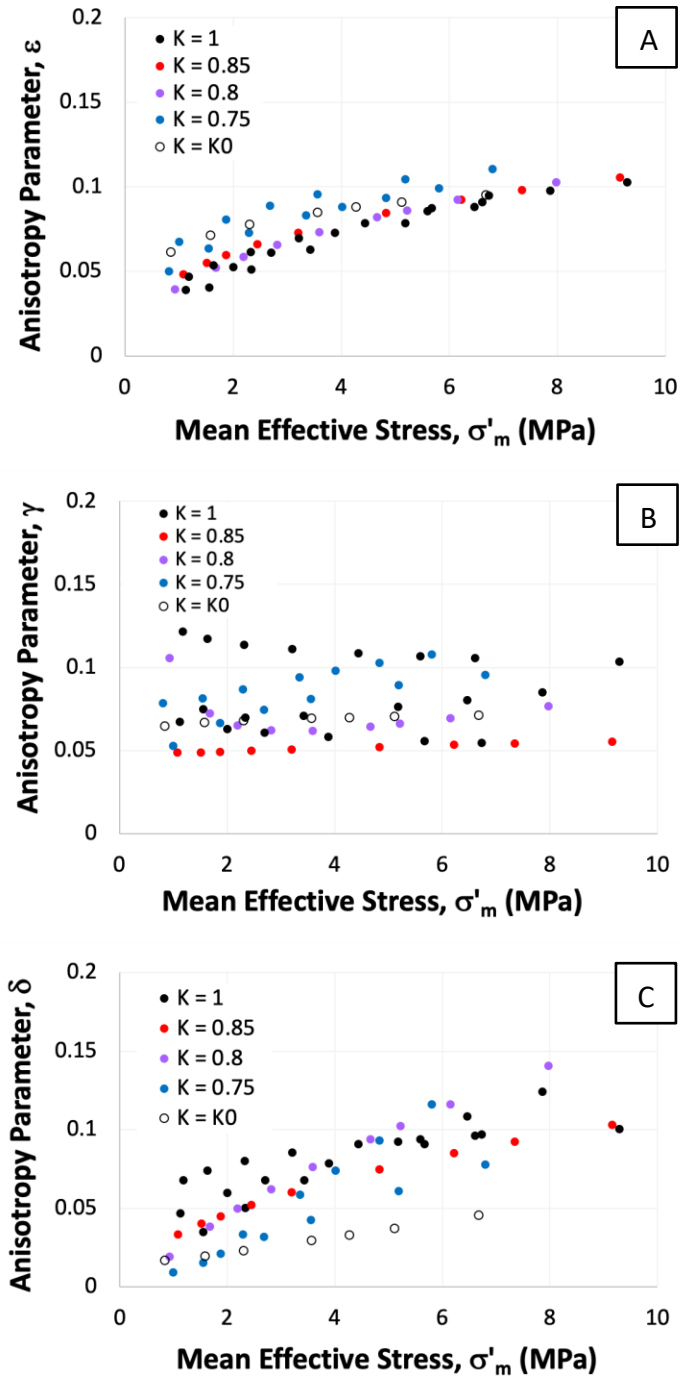 A
0.2
0.15
0.1
0.05
0
Anisotropy Parameter, ε
K = 1
K = 0.85
K = 0.8
K = 0.75
K = K0
0 2 4 6 8 10
Mean Effective Stress, σ'm (MPa)
B
0.2
0.15
0.1
0.05
0
Anisotropy Parameter, γ
K = 1
K = 0.85
K = 0.8
K = 0.75
K = K0
0 2 4 6 8 10
Mean Effective Stress, σ'm (MPa)
C
0.2
0.15
0.1
0.05
0
Anisotropy Parameter, δ
K = 1
K = 0.85
K = 0.8
K = 0.75
K = K0
0 2 4 6 8 10
Mean Effective Stress, σ'm (MPa)